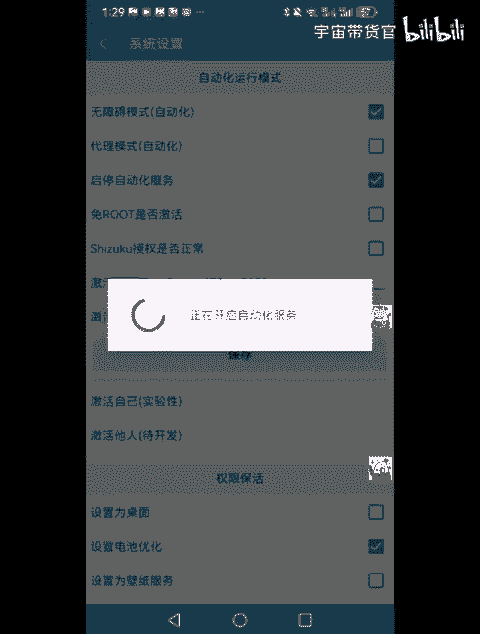 1:29
宇宙带货官 bilibili
系统设置
自动化运行模式
无障碍模式(自动化)
代理模式(自动化)
启停自动化服务
免ROOT是否激活
Shizuku授权是否正常
正在开启自动化服务
保存
激活自己(实验性)
激活他人(待开发)
权限保活
设置为桌面
设置电池优化
设置为壁纸服务